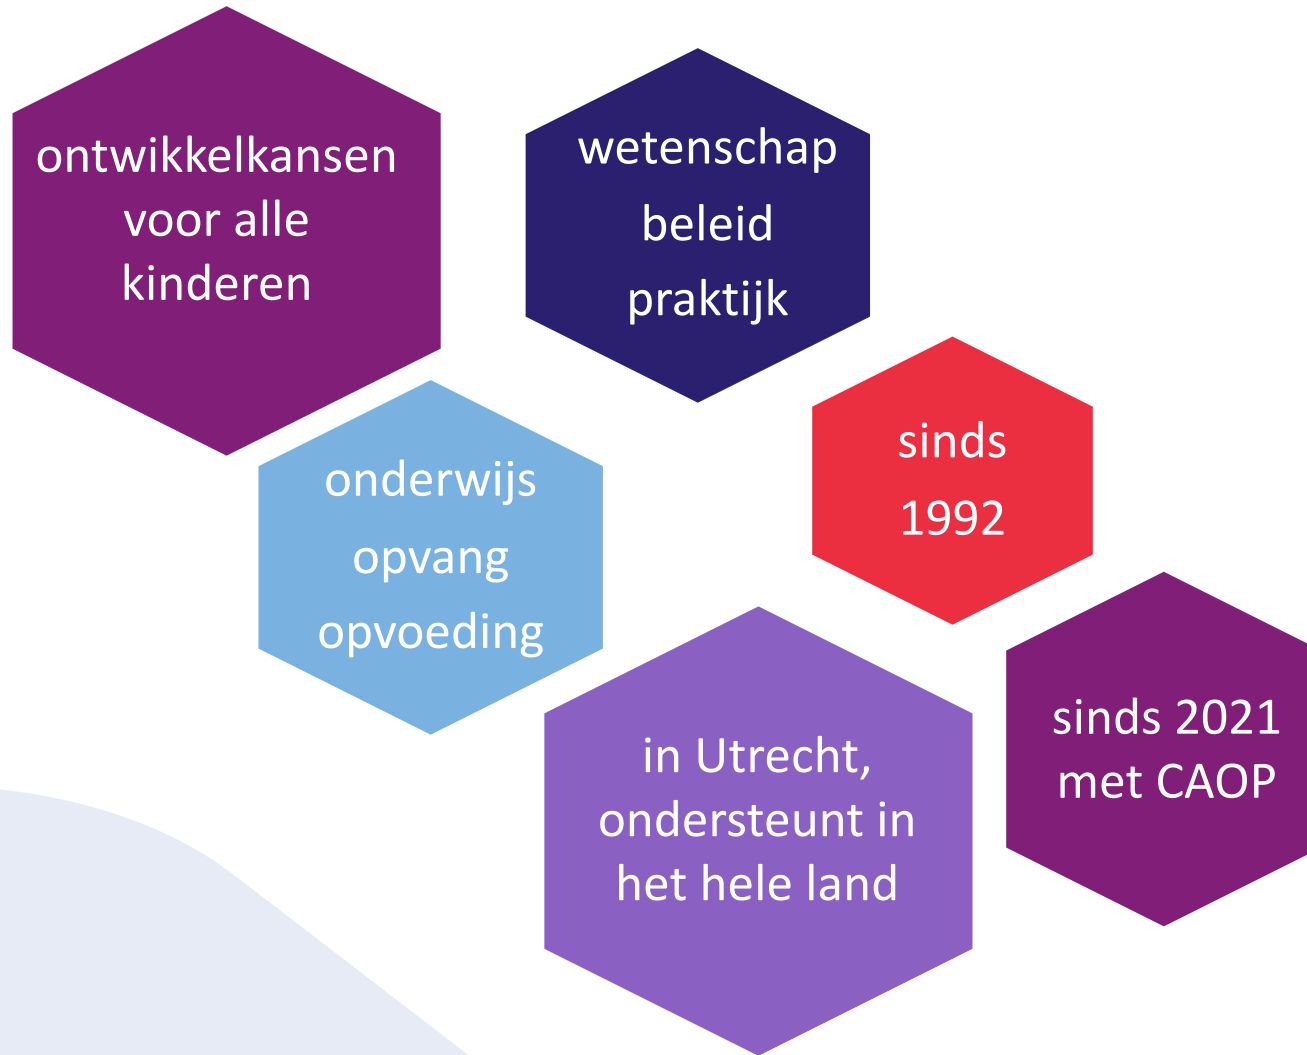 ontwikkelkansen
voor alle
kinderen
wetenschap
beleid
praktijk
onderwijs
opvang
opvoeding
sinds
1992
in Utrecht,
ondersteunt in
het hele land
sinds 2021
met CAOP